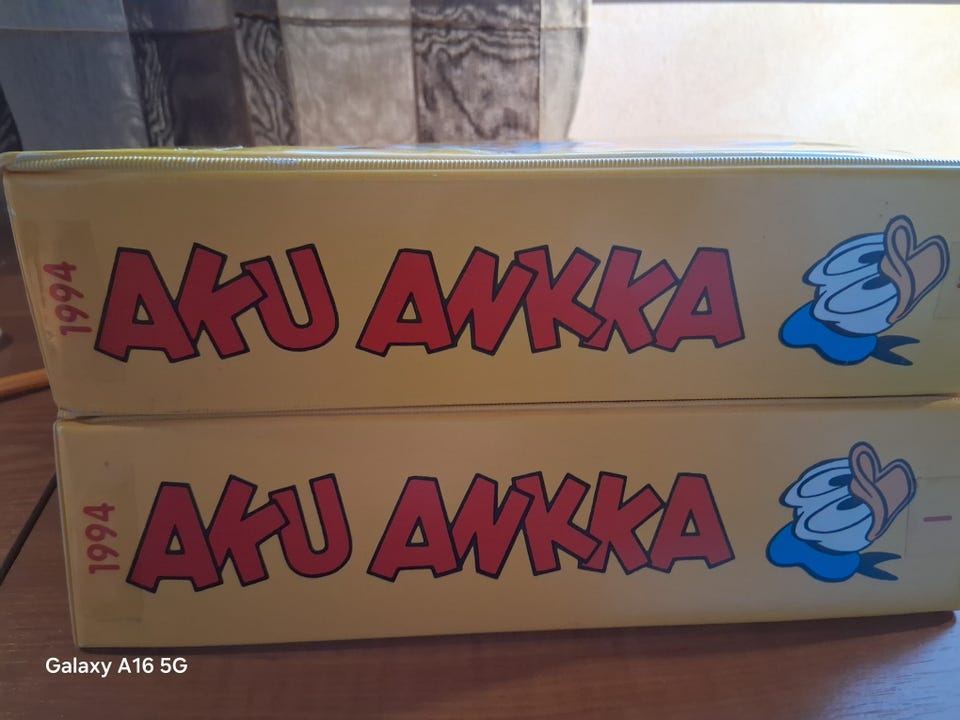 1994 AKU ANKKA
1994 AKU ANKKA I
Galaxy A16 5G